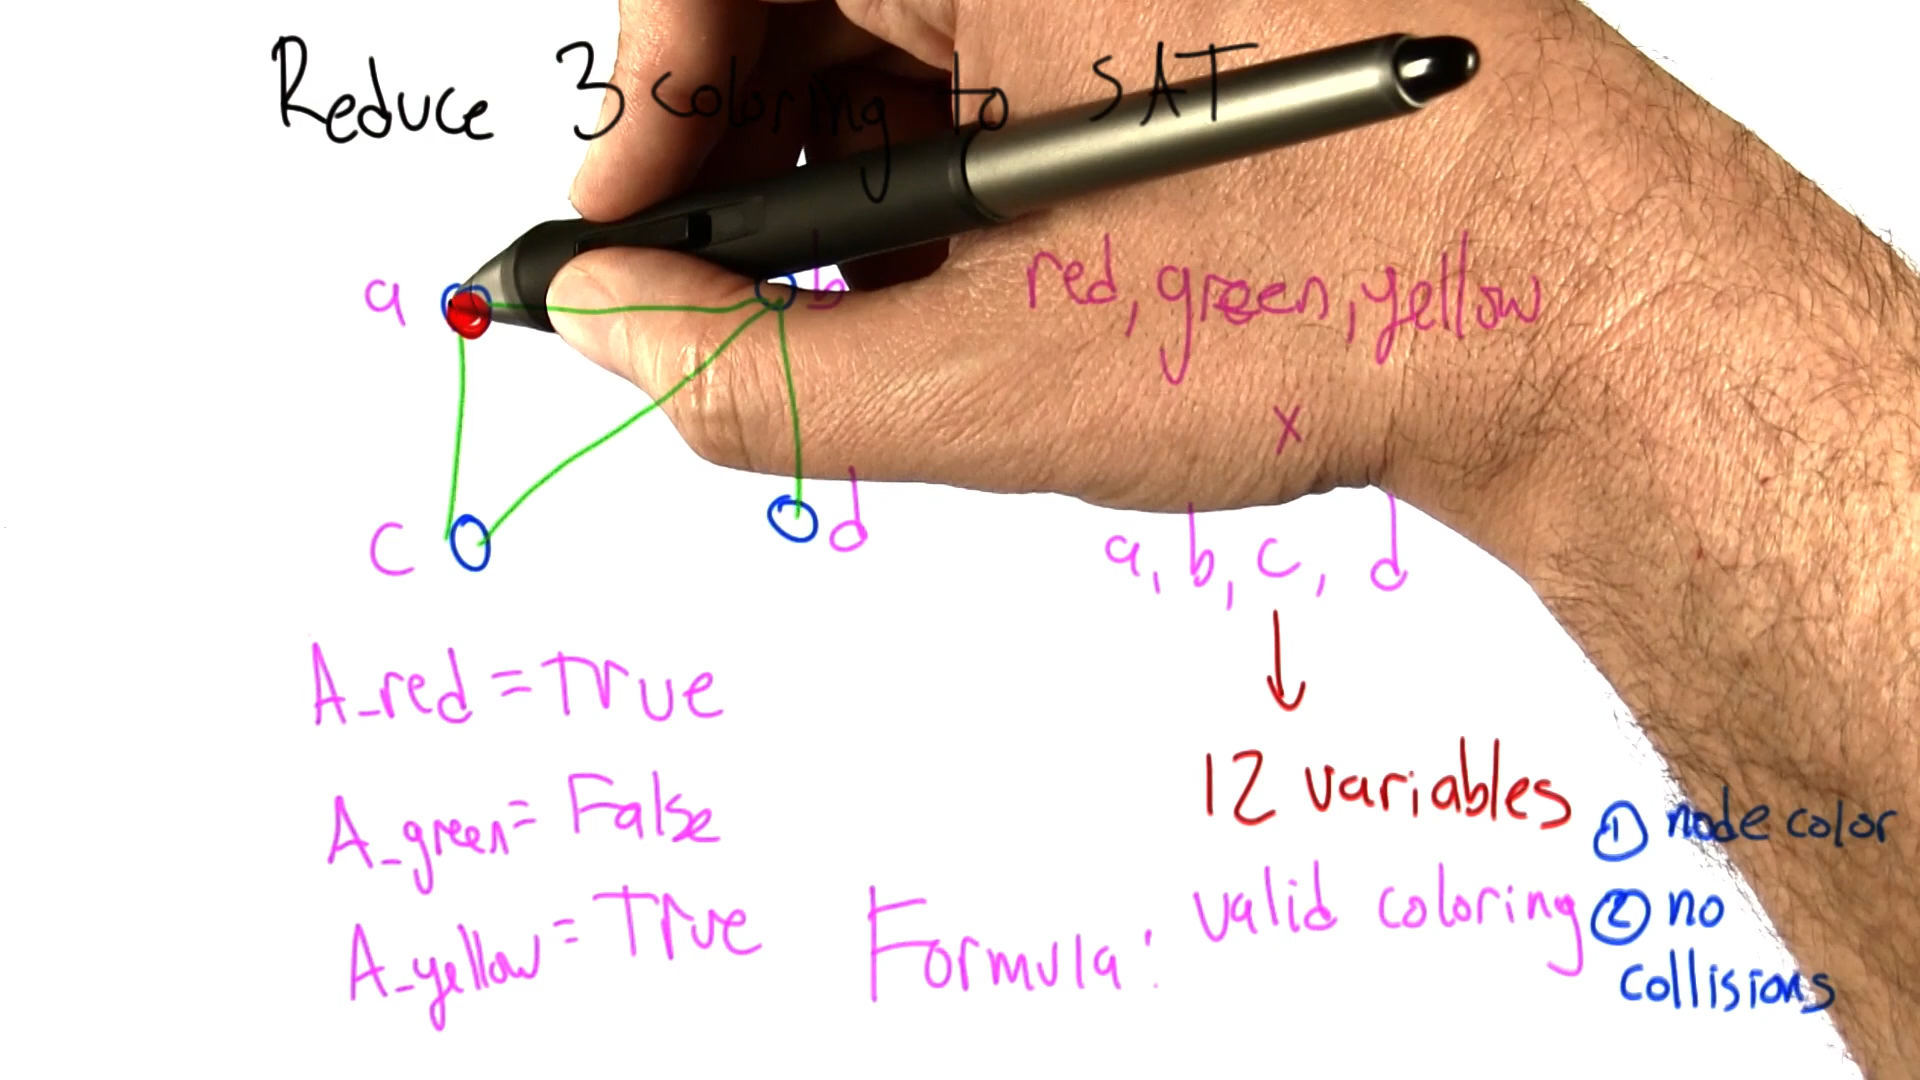 Reduce 3 coloring to SAT
a b red, green, yellow
x
c d a, b, c, d
A_red = True
12 variables
A_green = False
① node color
A_yellow = True
Formula: valid coloring ② no
collisions